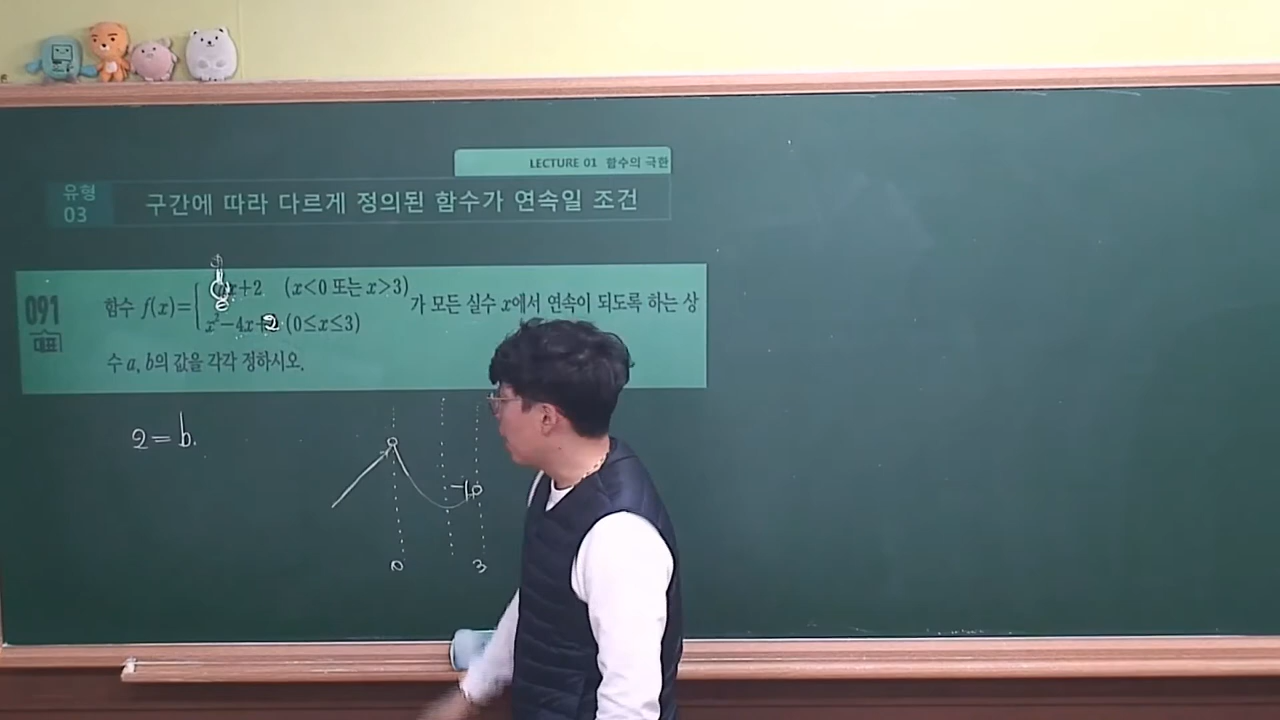 LECTURE 01 함수의 극한
유형 03
구간에 따라 다르게 정의된 함수가 연속일 조건
091
대표
함수 f(x)={ x+2 (x<0 또는 x>3)
x²-4x+2 (0≤x≤3)
가 모든 실수 x에서 연속이 되도록 하는 상
수 a, b의 값을 각각 정하시오.
2=b.
-1
0
3